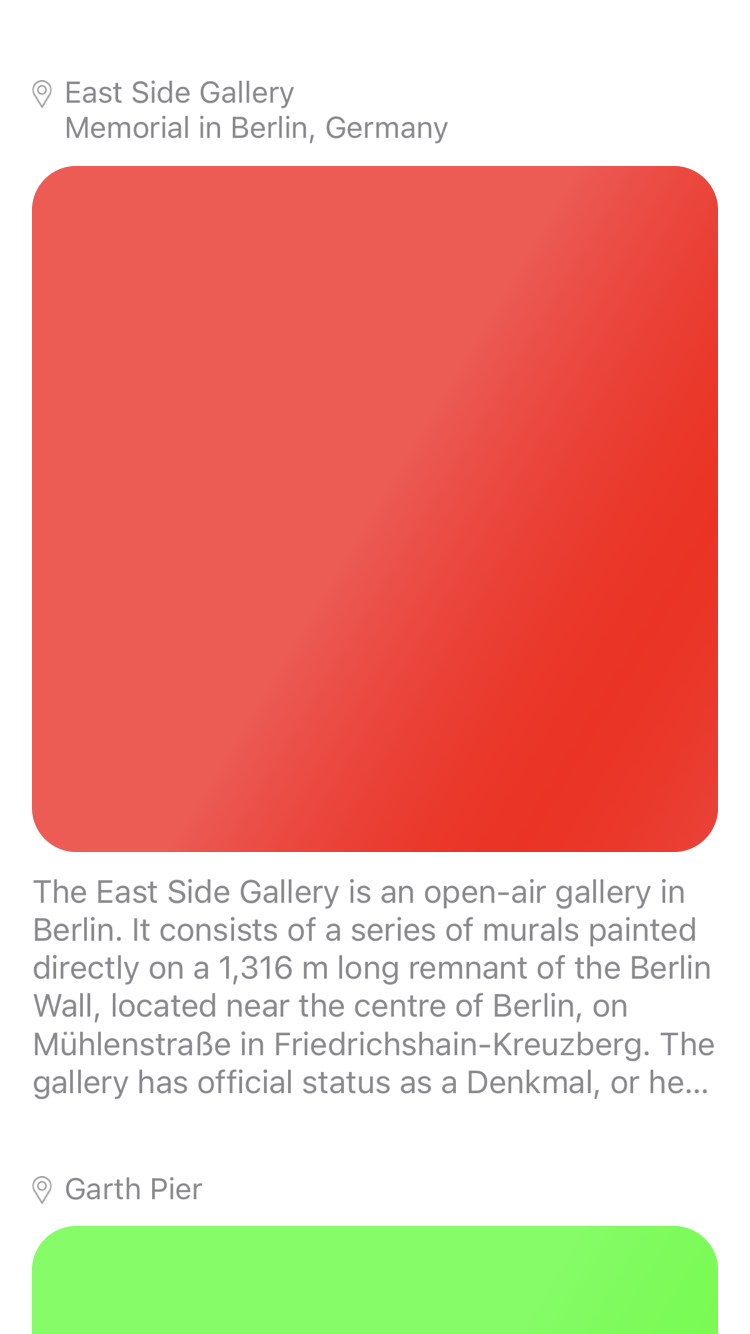 East Side Gallery
Memorial in Berlin, Germany
The East Side Gallery is an open-air gallery in
Berlin. It consists of a series of murals painted
directly on a 1,316 m long remnant of the Berlin
Wall, located near the centre of Berlin, on
Mühlenstraße in Friedrichshain-Kreuzberg. The
gallery has official status as a Denkmal, or he...
Garth Pier